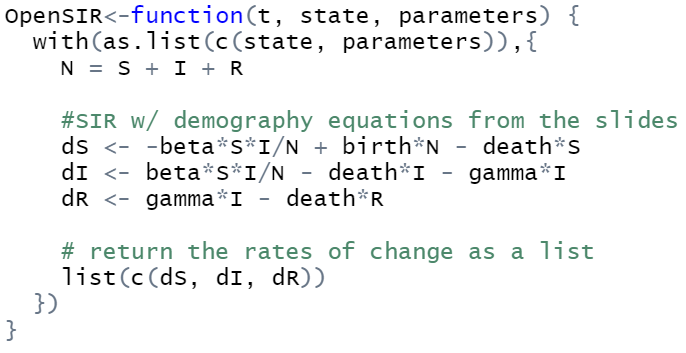 OpenSIR<-function(t, state, parameters) {
  with(as.list(c(state, parameters)),{
    N = S + I + R

    #SIR w/ demography equations from the slides
    dS <- -beta*S*I/N + birth*N - death*S
    dI <- beta*S*I/N - death*I - gamma*I
    dR <- gamma*I - death*R

    # return the rates of change as a list
    list(c(dS, dI, dR))
  })
}